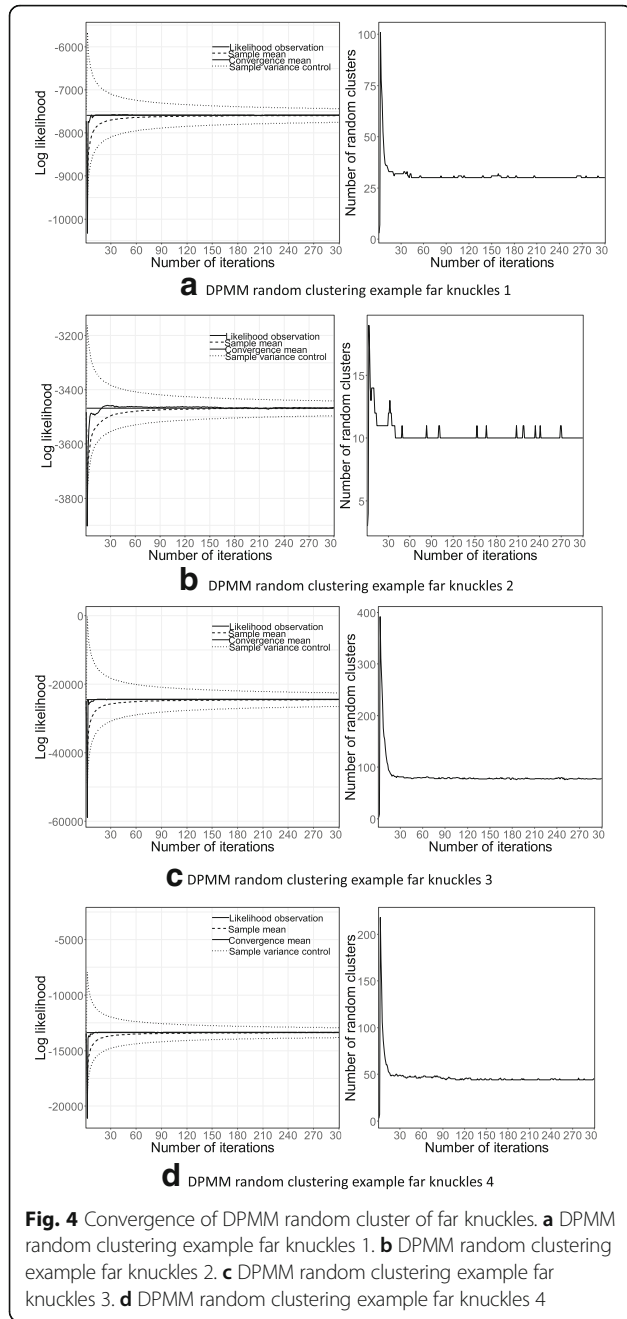 Log likelihood
-6000
-7000
-8000
-9000
-10000
Likelihood observation
Sample mean
Convergence mean
Sample variance control
30 60 90 120 150 180 210 240 270 30
Number of iterations
Number of random clusters
100
75
50
25
0
30 60 90 120 150 180 210 240 270 30
Number of iterations
a DPMM random clustering example far knuckles 1
Log likelihood
-3200
-3400
-3600
-3800
Likelihood observation
Sample mean
Convergence mean
Sample variance control
30 60 90 120 150 180 210 240 270 30
Number of iterations
Number of random clusters
15
10
5
30 60 90 120 150 180 210 240 270 30
Number of iterations
b DPMM random clustering example far knuckles 2
Log likelihood
0
-20000
-40000
-60000
Likelihood observation
Sample mean
Convergence mean
Sample variance control
30 60 90 120 150 180 210 240 270 30
Number of iterations
Number of random clusters
400
300
200
100
0
30 60 90 120 150 180 210 240 270 30
Number of iterations
c DPMM random clustering example far knuckles 3
Log likelihood
-5000
-10000
-15000
-20000
Likelihood observation
Sample mean
Convergence mean
Sample variance control
30 60 90 120 150 180 210 240 270 30
Number of iterations
Number of random clusters
200
150
100
50
0
30 60 90 120 150 180 210 240 270 30
Number of iterations
d DPMM random clustering example far knuckles 4
Fig. 4 Convergence of DPMM random cluster of far knuckles. a DPMM
random clustering example far knuckles 1. b DPMM random clustering
example far knuckles 2. c DPMM random clustering example far
knuckles 3. d DPMM random clustering example far knuckles 4